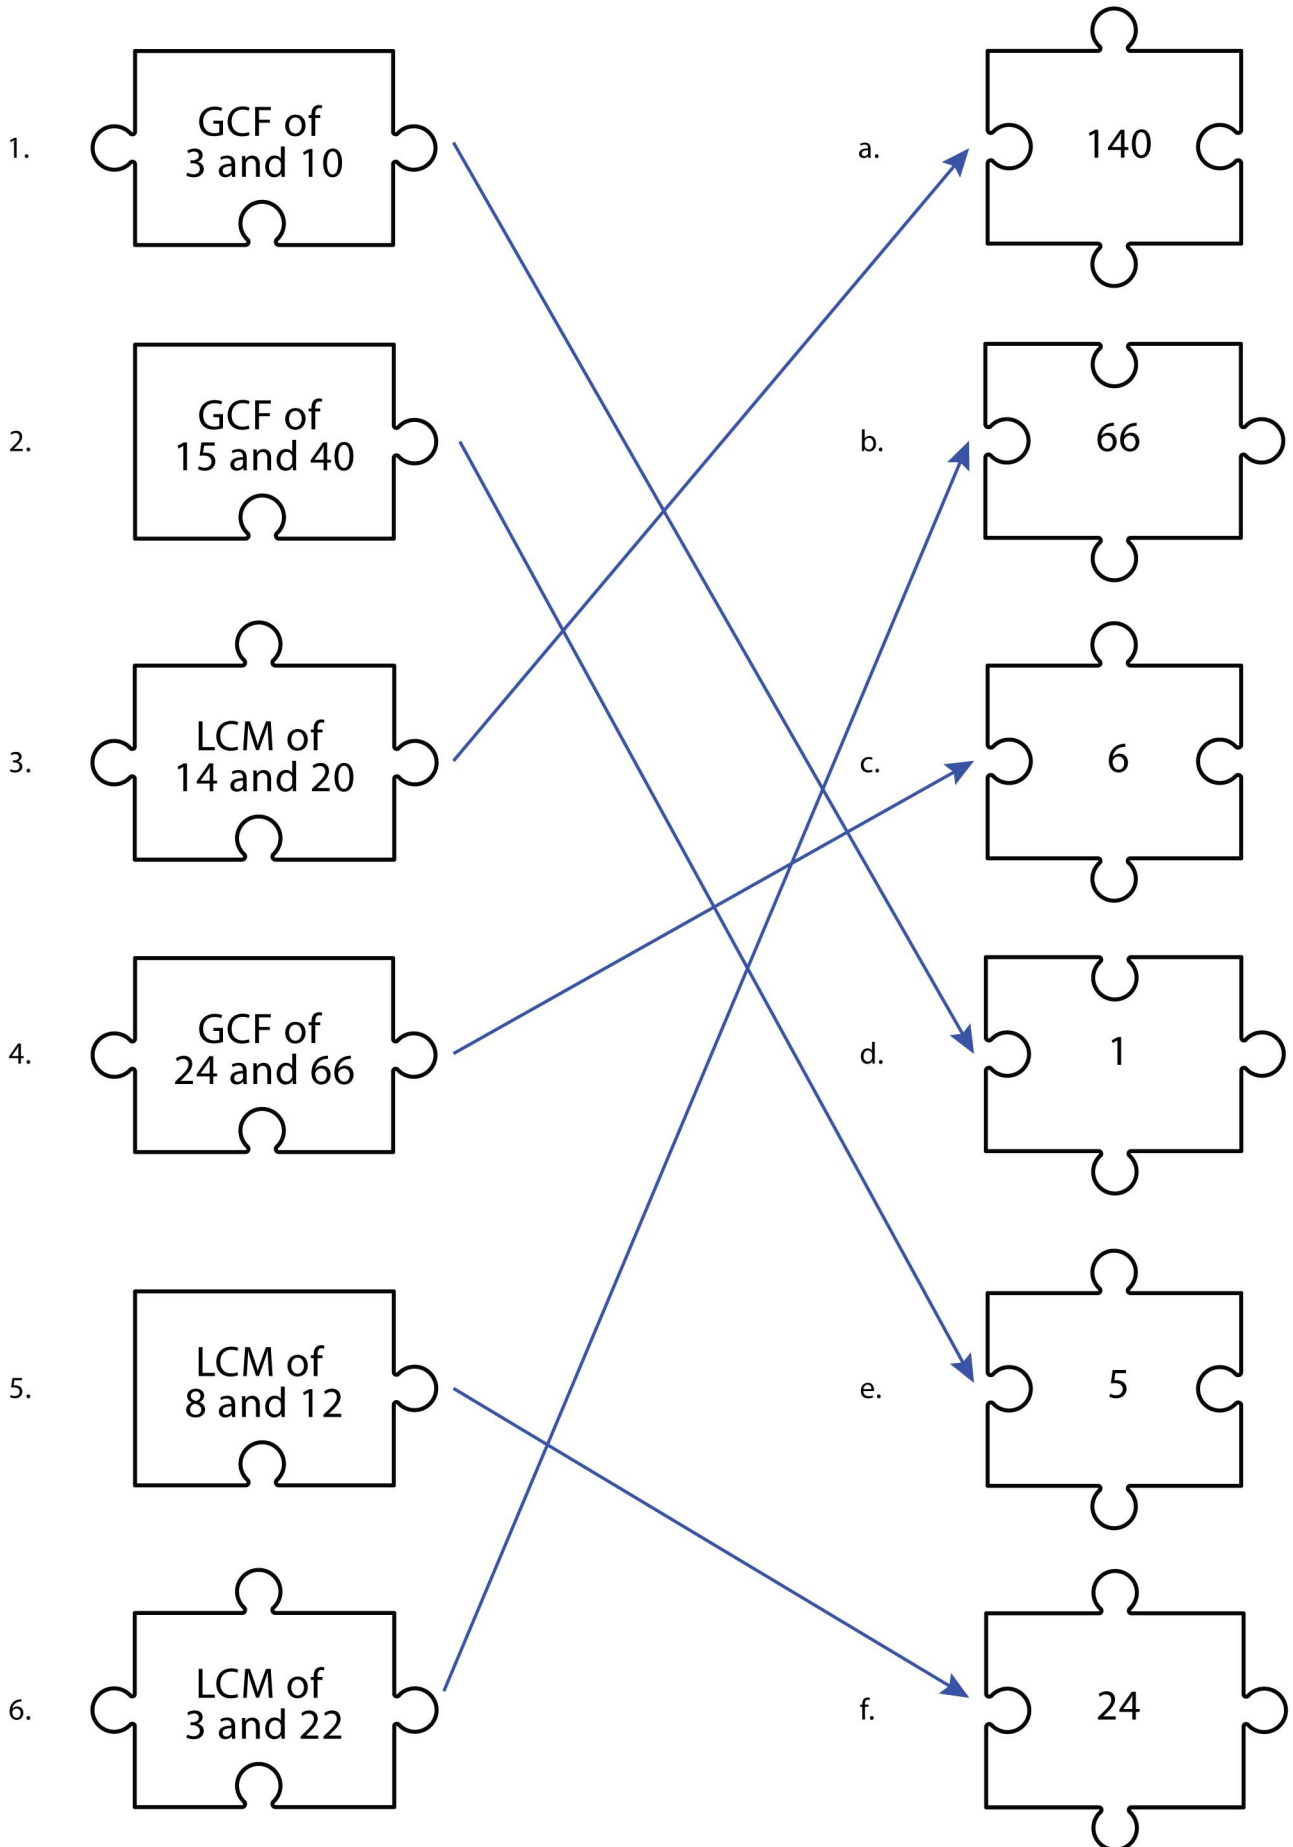 1.
GCF of
3 and 10
a.
140
2.
GCF of
15 and 40
b.
66
3.
LCM of
14 and 20
c.
6
4.
GCF of
24 and 66
d.
1
5.
LCM of
8 and 12
e.
5
6.
LCM of
3 and 22
f.
24